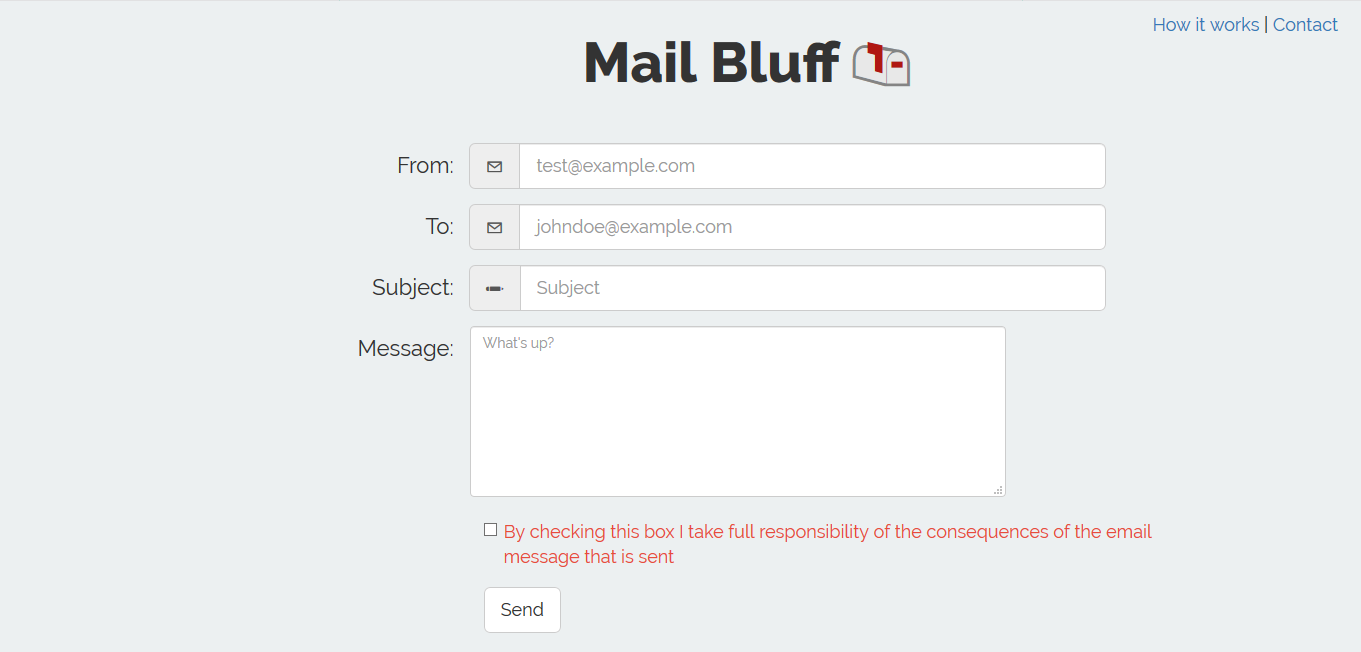 How it works | Contact
Mail Bluff
From: test@example.com
To: johndoe@example.com
Subject: Subject
Message: What's up?
By checking this box I take full responsibility of the consequences of the email
message that is sent
Send